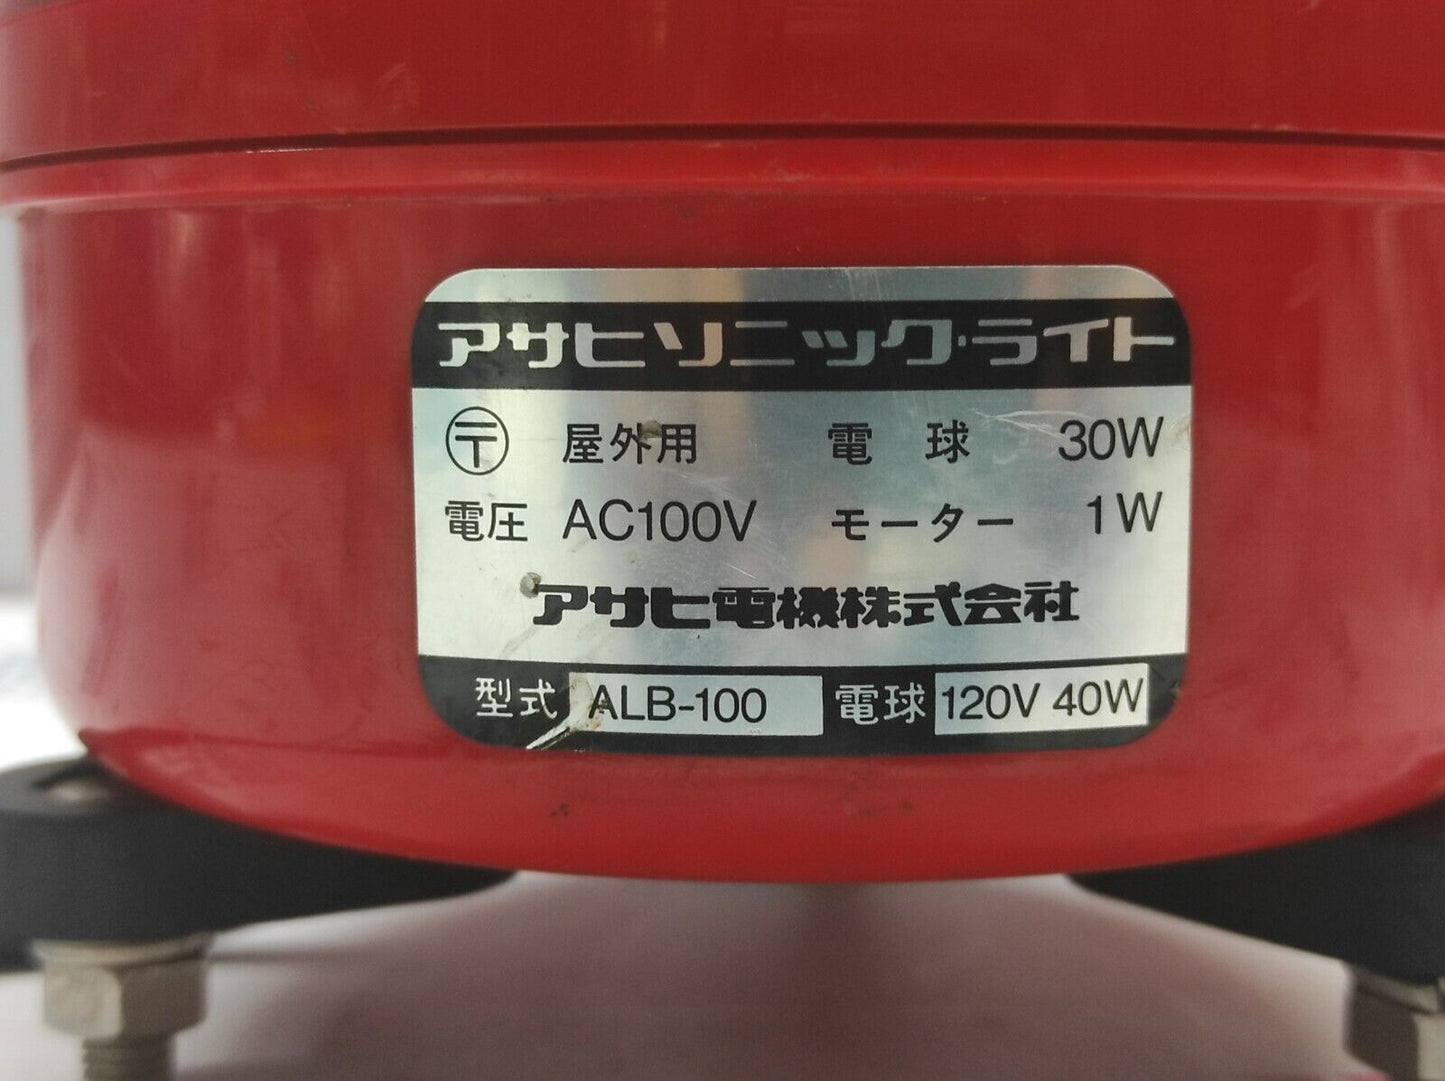 アサヒソニック・ライト
〒 屋外用 電球 30W
電圧 AC100V モーター 1W
アサヒ電機株式会社
型式 ALB-100 電球 120V 40W